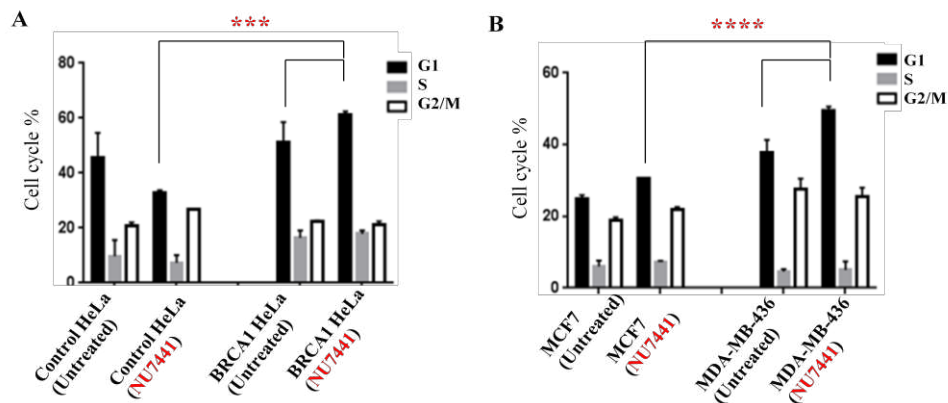 A
***
G1
S
G2/M
Cell cycle %
80
60
40
20
0
Control HeLa
(Untreated)
Control HeLa
(NU7441)
BRCA1 HeLa
(Untreated)
BRCA1 HeLa
(NU7441)
B
****
G1
S
G2/M
Cell cycle %
60
40
20
0
MCF7
(Untreated)
MCF7
(NU7441)
MDA-MB-436
(Untreated)
MDA-MB-436
(NU7441)